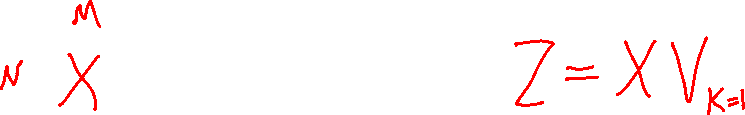 M
N X
Z = X V K=1